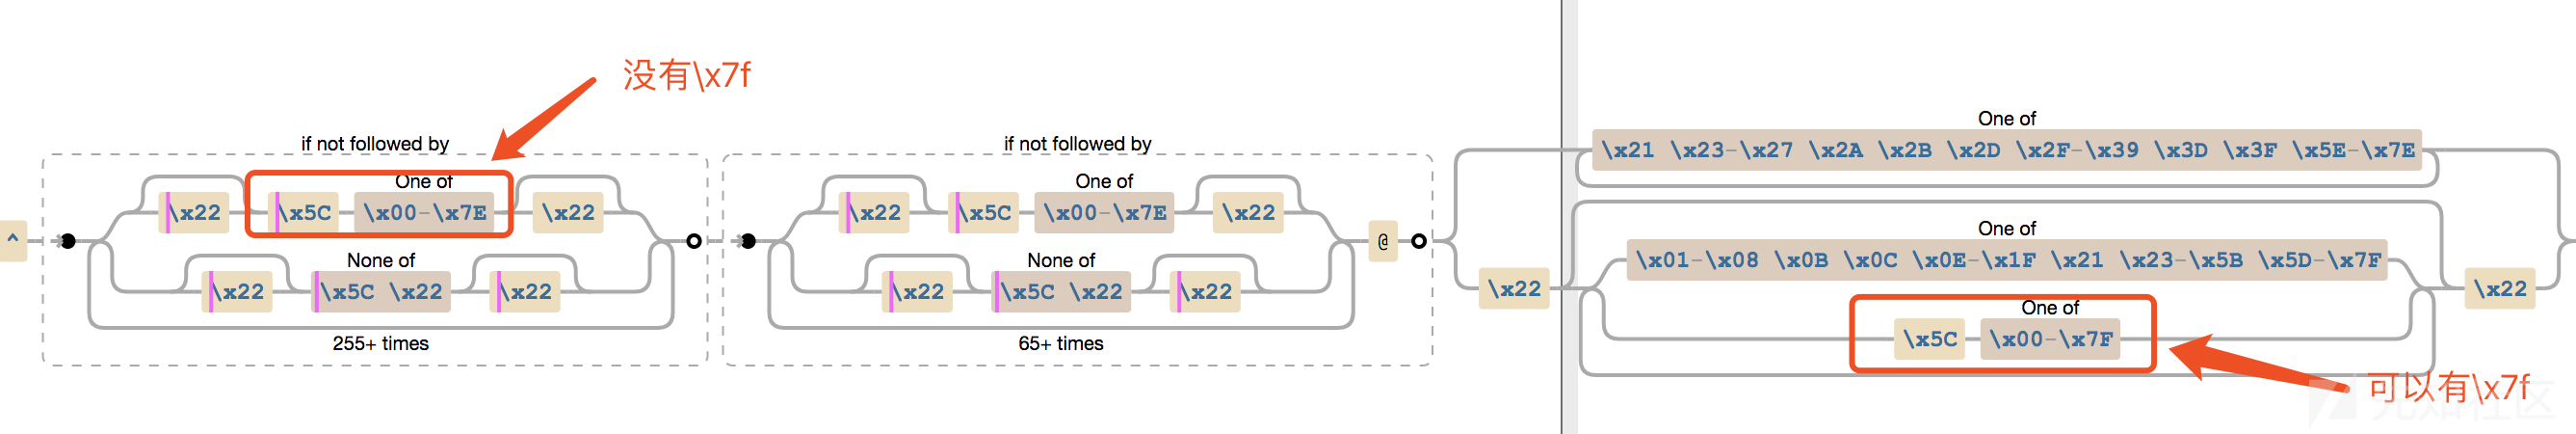 没有\x7f
if not followed by
if not followed by
One of
\x21 \x23-\x27 \x2A \x2B \x2D \x2F-\x39 \x3D \x3F \x5E-\x7E
One of
\x22 \x5C \x00-\x7E \x22
One of
\x22 \x5C \x00-\x7E \x22
^
@
One of
\x01-\x08 \x0B \x0C \x0E-\x1F \x21 \x23-\x5B \x5D-\x7F
None of
\x22 \x5C \x22 \x22
None of
\x22 \x5C \x22 \x22
\x22
\x22
One of
\x5C \x00-\x7F
255+ times
65+ times
可以有\x7f
先知社区